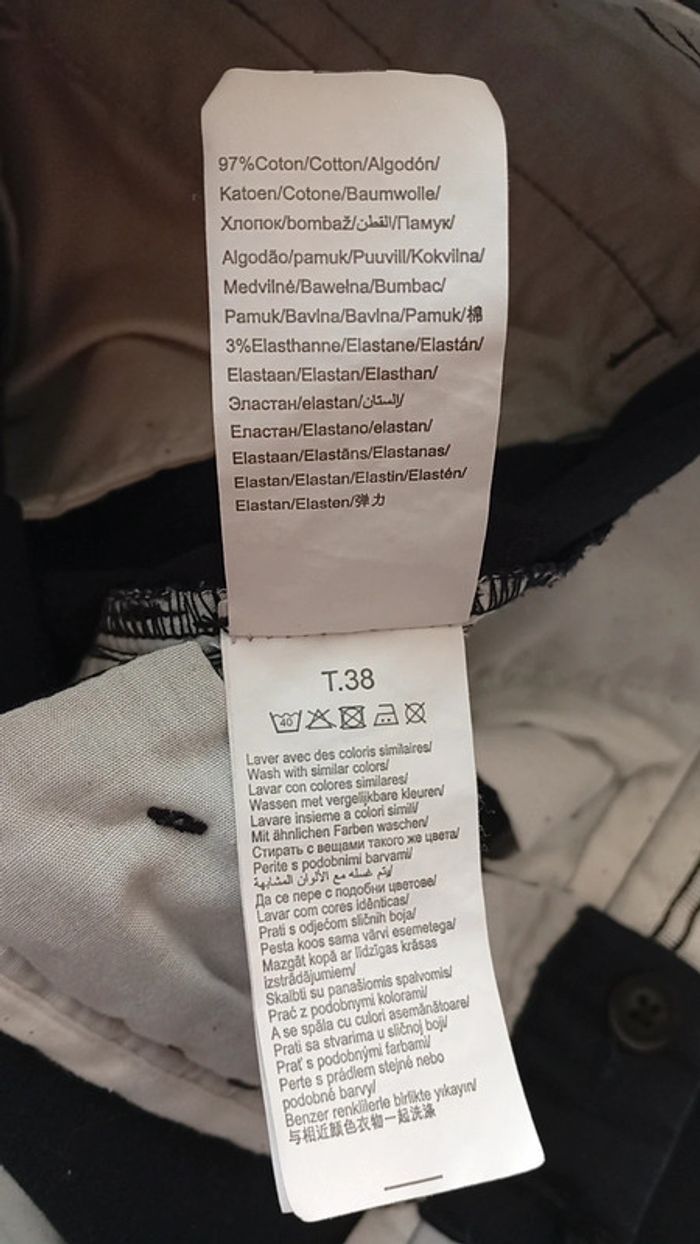 97%Coton/Cotton/Algodón/
Katoen/Cotone/Baumwolle/
Хлопок/bombaž/القطن/Памук/
Algodão/pamuk/Puuvill/Kokvilna/
Medvilnė/Bawełna/Bumbac/
Pamuk/Bavlna/Bavlna/Pamuk/棉
3%Elasthanne/Elastane/Elastán/
Elastaan/Elastan/Elasthan/
Эластан/elastan/إلستان/
Еластан/Elastano/elastan/
Elastaan/Elastāns/Elastanas/
Elastan/Elastan/Elastin/Elastén/
Elastan/Elasten/弹力
T.38
40
Laver avec des coloris similaires/
Wash with similar colors/
Lavar con colores similares/
Wassen met vergelijkbare kleuren/
Lavare insieme a colori simili/
Mit ähnlichen Farben waschen/
Стирать с вещами такого же цвета/
Perite s podobnimi barvami/
يتم غسله مع الألوان المشابهة/
Да се пере с подобни цветове/
Lavar com cores idênticas/
Prati s odjećom sličnih boja/
Pesta koos sama värvi esemetega/
Mazgāt kopā ar līdzīgas krāsas
izstrādājumiem/
Skalbti su panašiomis spalvomis/
Prać z podobnymi kolorami/
A se spăla cu culori asemănătoare/
Prati sa stvarima u sličnoj boji/
Prať s podobnými farbami/
Perte s prádlem stejné nebo
podobné barvy/
Benzer renklilerle birlikte yıkayın/
与相近颜色衣物一起洗涤